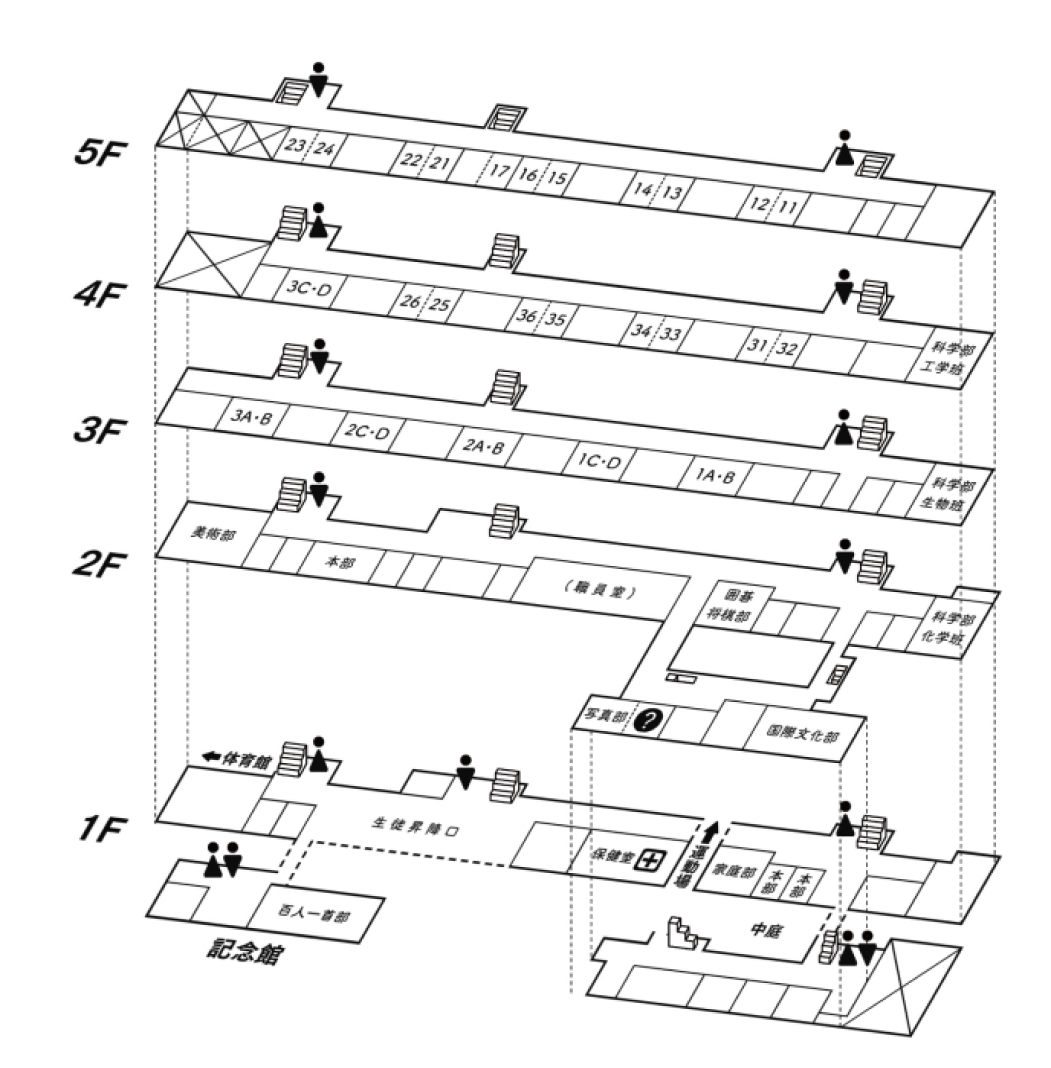 5F
23 24
22 21
17 16 15
14 13
12 11
4F
3C・D
26 25
36 35
34 33
31 32
科学部
工学班
3F
3A・B
2C・D
2A・B
1C・D
1A・B
科学部
生物班
2F
美術部
本部
(職員室)
囲碁
将棋部
科学部
化学班
写真部
?
国際文化部
1F
←体育館
生徒昇降口
保健室
運動場
家庭部
本部
本部
中庭
百人一首部
記念館